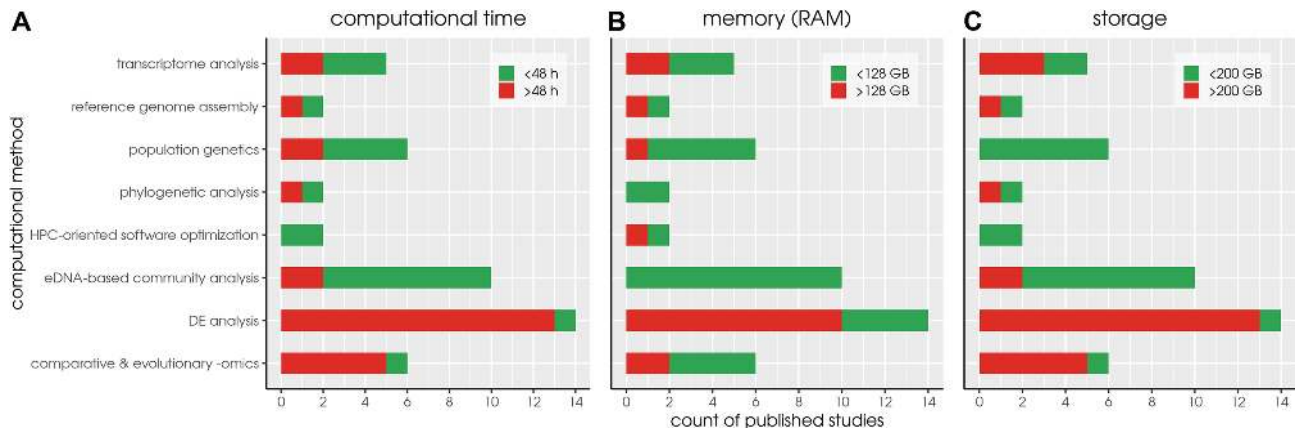 A computational time
B memory (RAM)
C storage
computational method
transcriptome analysis
reference genome assembly
population genetics
phylogenetic analysis
HPC-oriented software optimization
eDNA-based community analysis
DE analysis
comparative & evolutionary -omics
<48 h
>48 h
<128 GB
>128 GB
<200 GB
>200 GB
0 2 4 6 8 10 12 14
0 2 4 6 8 10 12 14
0 2 4 6 8 10 12 14
count of published studies